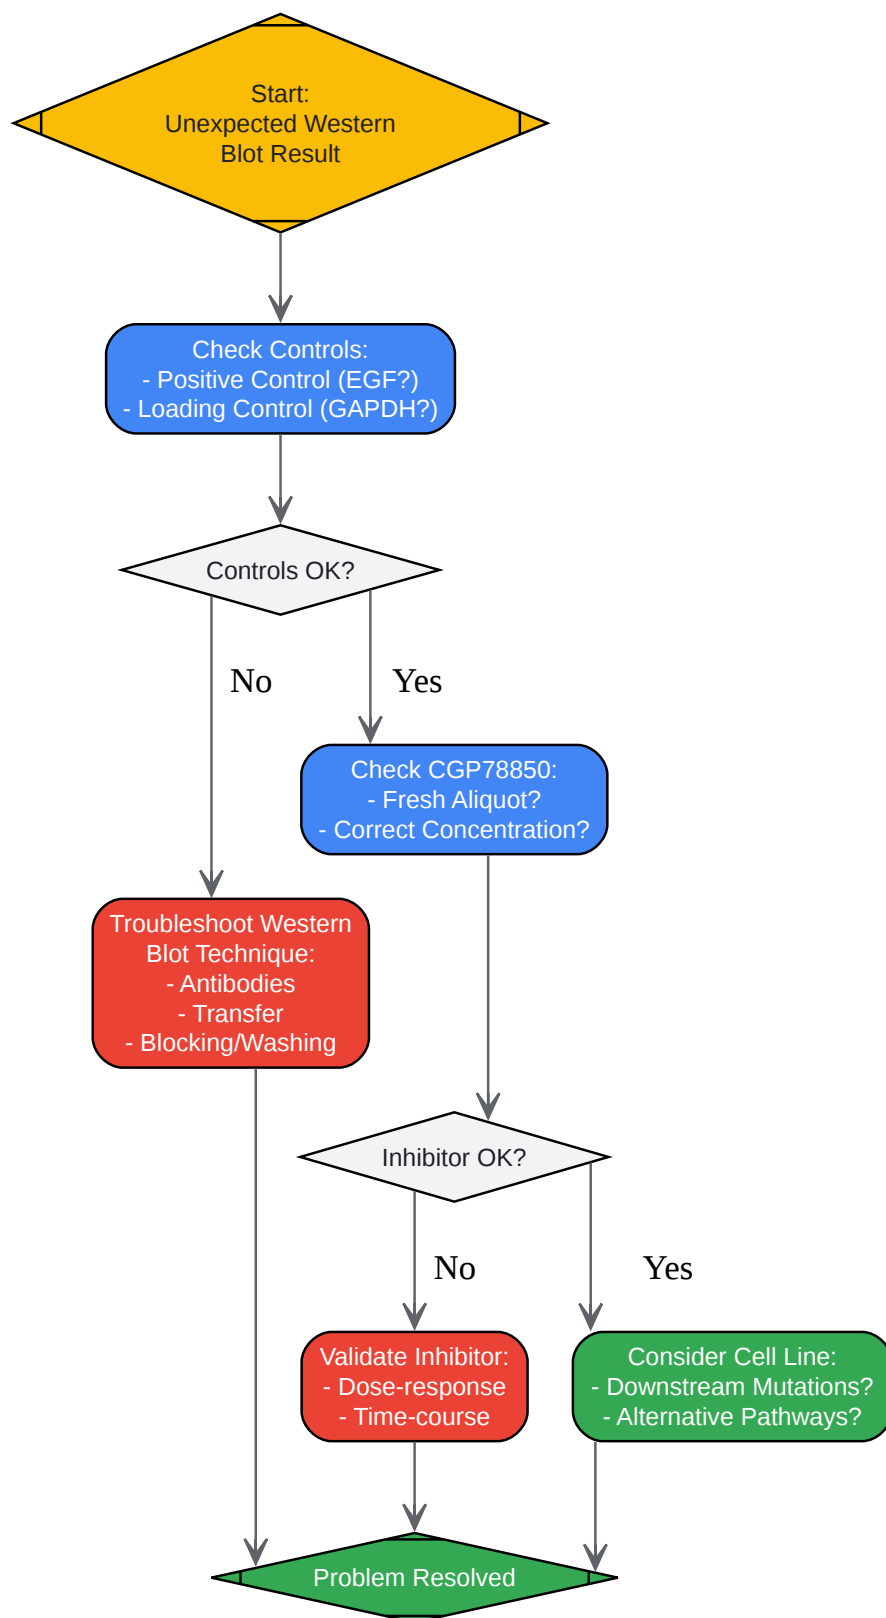 Start:
Unexpected Western
Blot Result
Check Controls:
- Positive Control (EGF?)
- Loading Control (GAPDH?)
Controls OK?
No
Yes
Check CGP78850:
- Fresh Aliquot?
- Correct Concentration?
Troubleshoot Western
Blot Technique:
- Antibodies
- Transfer
- Blocking/Washing
Inhibitor OK?
No
Yes
Validate Inhibitor:
- Dose-response
- Time-course
Consider Cell Line:
- Downstream Mutations?
- Alternative Pathways?
Problem Resolved